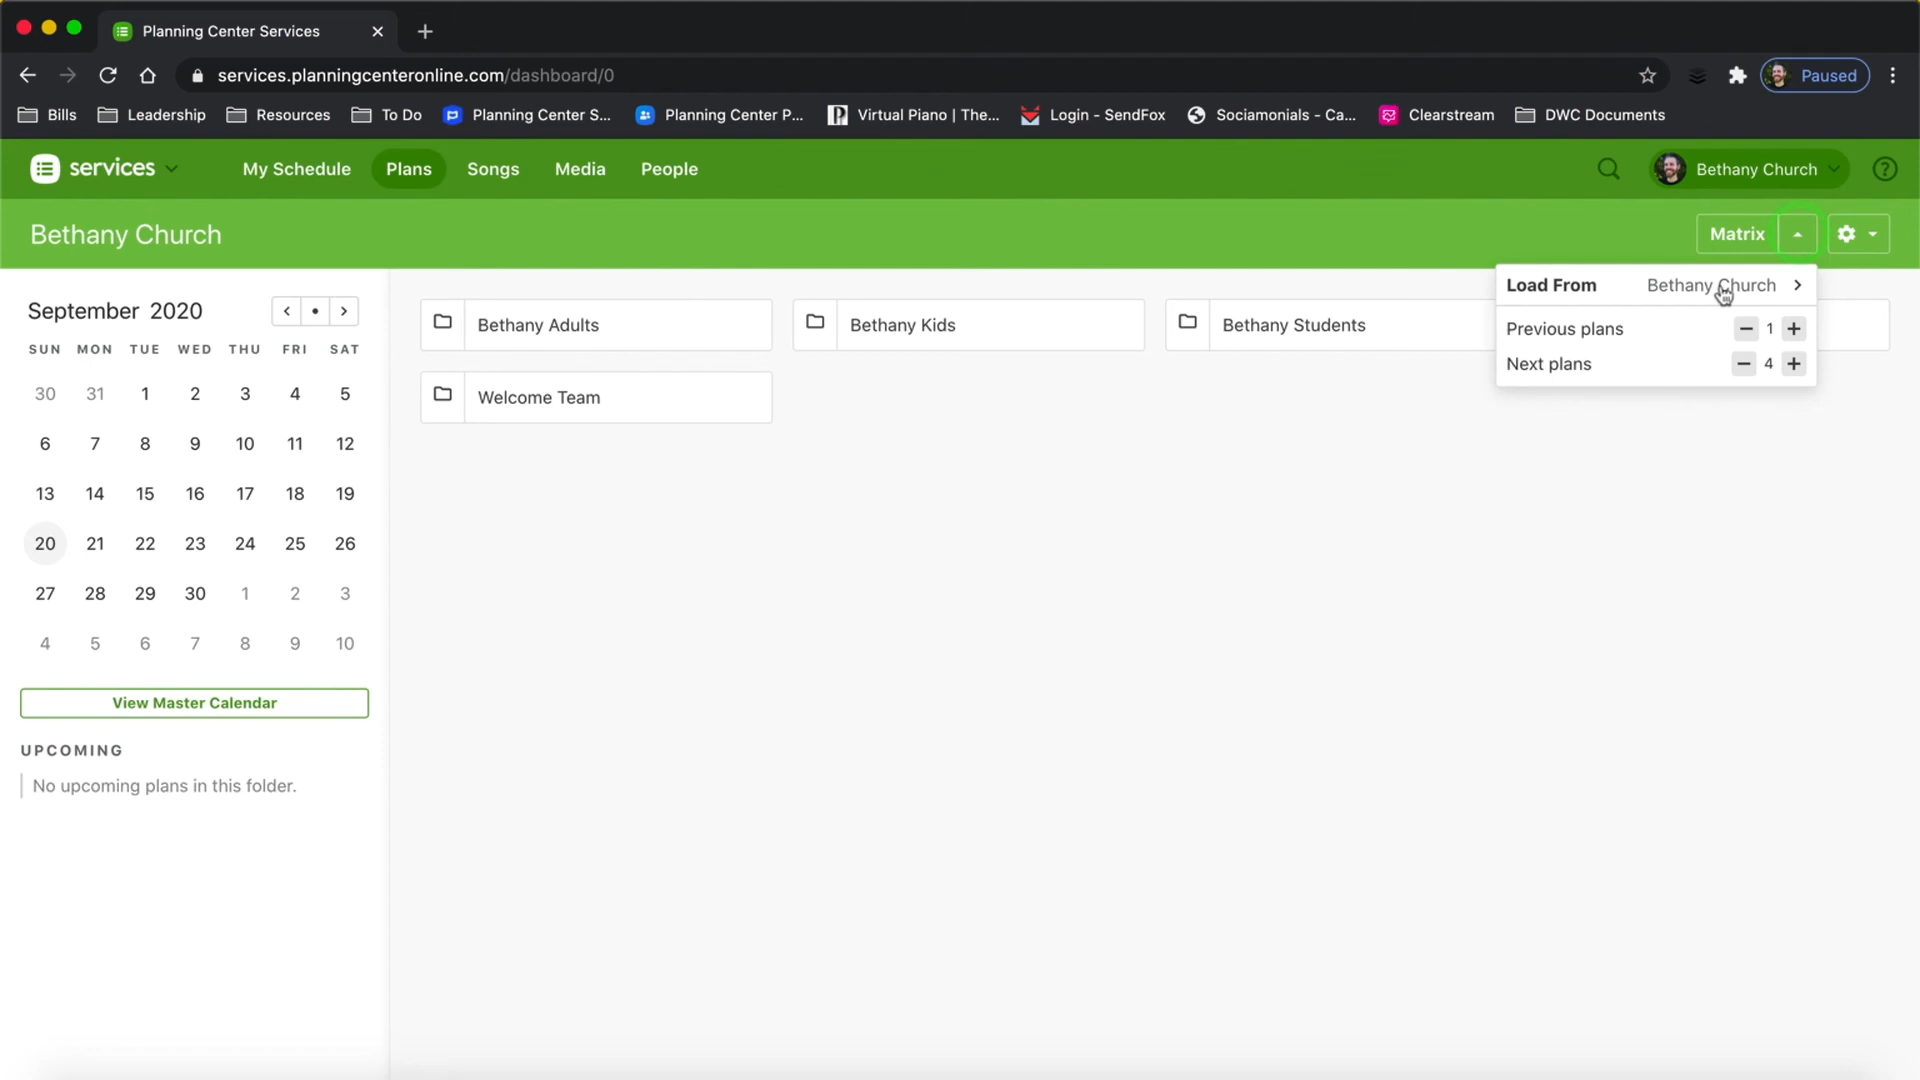 Planning Center Services
services.planningcenteronline.com/dashboard/0
Paused
Bills Leadership Resources To Do Planning Center S... Planning Center P... Virtual Piano | The... Login - SendFox Sociamonials - Ca... Clearstream DWC Documents
services My Schedule Plans Songs Media People Bethany Church ?
Bethany Church Matrix
Load From Bethany Church
Previous plans 1
Next plans 4
September 2020
SUN MON TUE WED THU FRI SAT
30 31 1 2 3 4 5
6 7 8 9 10 11 12
13 14 15 16 17 18 19
20 21 22 23 24 25 26
27 28 29 30 1 2 3
4 5 6 7 8 9 10
View Master Calendar
UPCOMING
No upcoming plans in this folder.
Bethany Adults Bethany Kids Bethany Students
Welcome Team